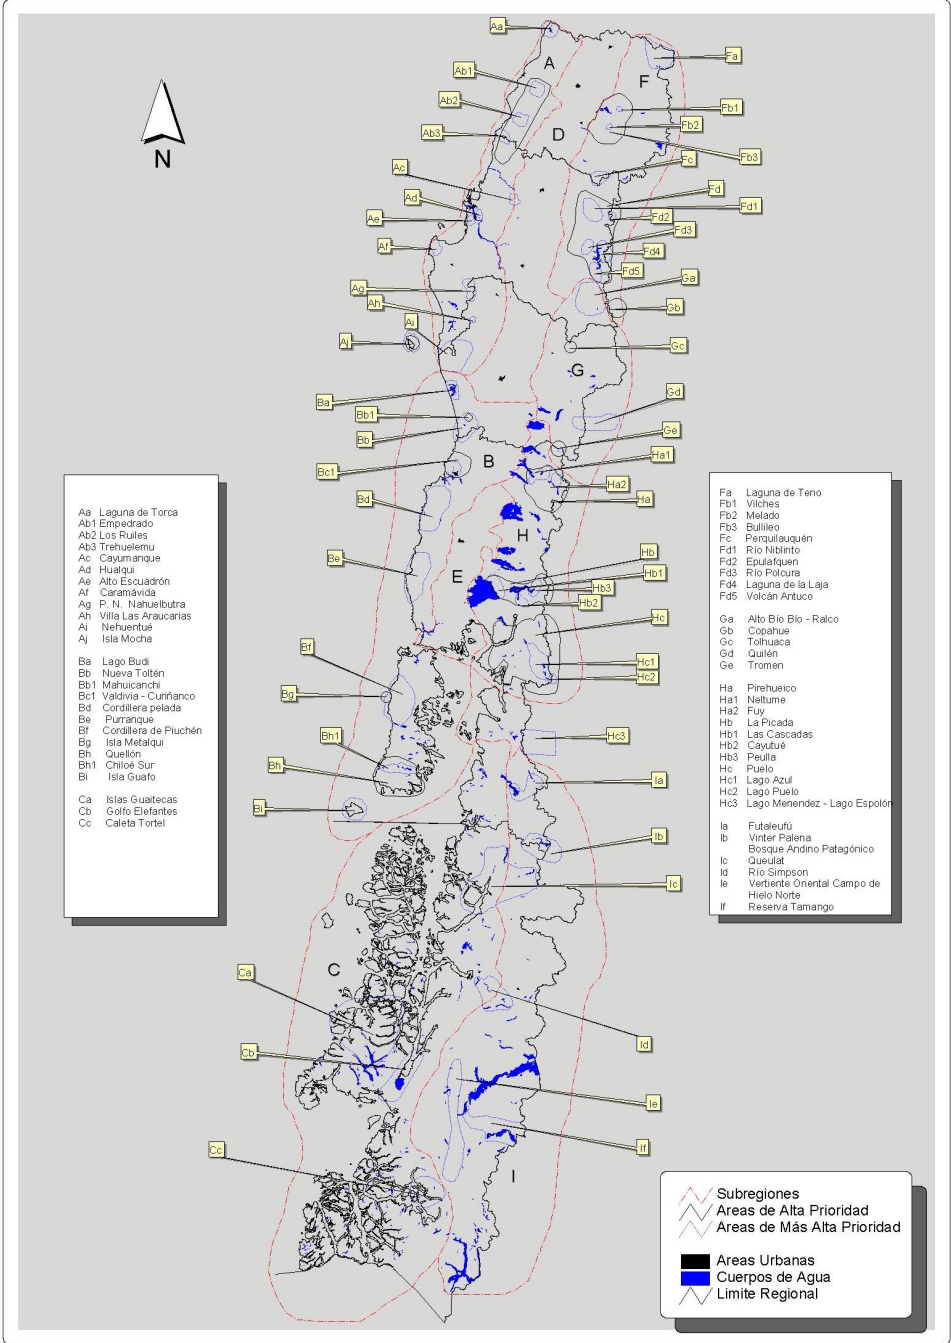 Aa
Fa
A
F
Ab1
Ab2
Fb1
Fb2
Ab3
D
Fb3
Fc
Ac
Fd
Ad
Fd1
Ae
Fd2
Fd3
Af
Fd4
Fd5
Ga
Ag
Ah
Gb
Ai
Aj
Gc
G
Gd
Ba
Bb1
Bb
Ge
Ha1
B
Bc1
Ha2
Bd
Ha
H
Be
Hb
Hb1
E
Hb3
Hb2
Hc
Bf
Hc1
Hc2
Bg
Bh1
Hc3
Bh
Ia
Bi
Ib
Ic
C
Ca
Id
Cb
Ie
If
Cc
I
N
Aa Laguna de Torca
Ab1 Empedrado
Ab2 Los Ruiles
Ab3 Trehuelemu
Ac Cayumanque
Ad Hualqui
Ae Alto Escuadrón
Af Caramávida
Ag P. N. Nahuelbutra
Ah Villa Las Araucarias
Ai Nehuentué
Aj Isla Mocha
Ba Lago Budi
Bb Nueva Toltén
Bb1 Mahuicanchi
Bc1 Valdivia - Curiñanco
Bd Cordillera pelada
Be Purranque
Bf Cordillera de Piuchén
Bg Isla Metalqui
Bh Quellón
Bh1 Chiloé Sur
Bi Isla Guafo
Ca Islas Guaitecas
Cb Golfo Elefantes
Cc Caleta Tortel
Fa Laguna de Teno
Fb1 Vilches
Fb2 Melado
Fb3 Bullileo
Fc Perquilauquén
Fd1 Río Niblinto
Fd2 Epulafquen
Fd3 Río Polcura
Fd4 Laguna de la Laja
Fd5 Volcán Antuco
Ga Alto Bío Bío - Ralco
Gb Copahue
Gc Tolhuaca
Gd Quilén
Ge Tromen
Ha Pirehueico
Ha1 Neltume
Ha2 Fuy
Hb La Picada
Hb1 Las Cascadas
Hb2 Cayutué
Hb3 Peulla
Hc Puelo
Hc1 Lago Azul
Hc2 Lago Puelo
Hc3 Lago Menendez - Lago Espolón
Ia Futaleufú
Ib Vinter Palena
Bosque Andino Patagónico
Ic Queulat
Id Río Simpson
Ie Vertiente Oriental Campo de
Hielo Norte
If Reserva Tamango
Subregiones
Areas de Alta Prioridad
Areas de Más Alta Prioridad
Areas Urbanas
Cuerpos de Agua
Limite Regional